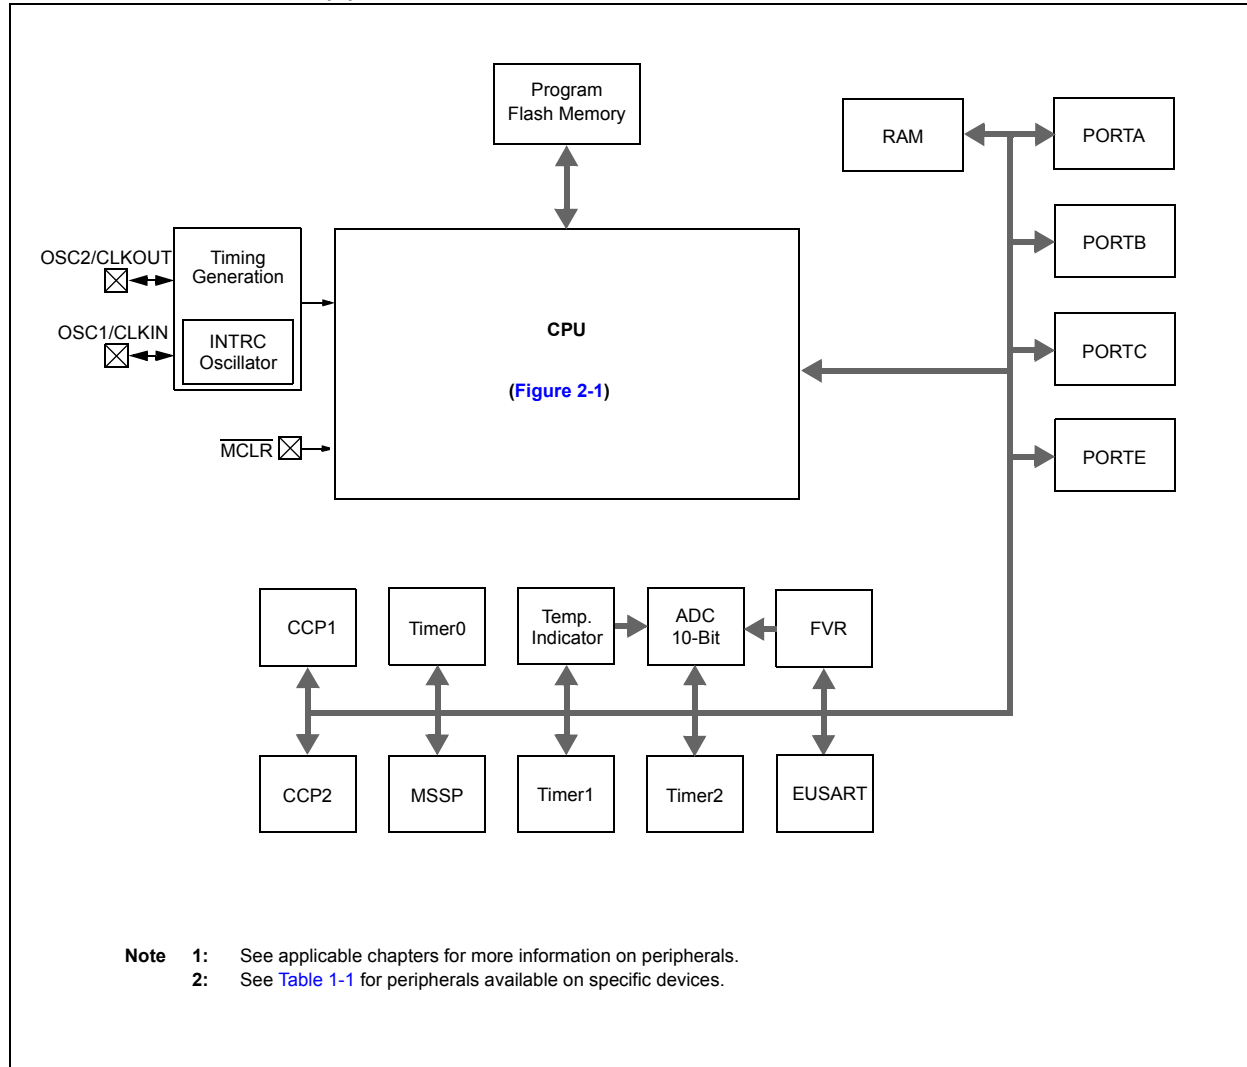 Program
Flash Memory
RAM
PORTA
OSC2/CLKOUT
Timing
Generation
PORTB
OSC1/CLKIN
INTRC
Oscillator
CPU
(Figure 2-1)
PORTC
MCLR
PORTE
CCP1
Timer0
Temp.
Indicator
ADC
10-Bit
FVR
CCP2
MSSP
Timer1
Timer2
EUSART
Note 1: See applicable chapters for more information on peripherals.
2: See Table 1-1 for peripherals available on specific devices.